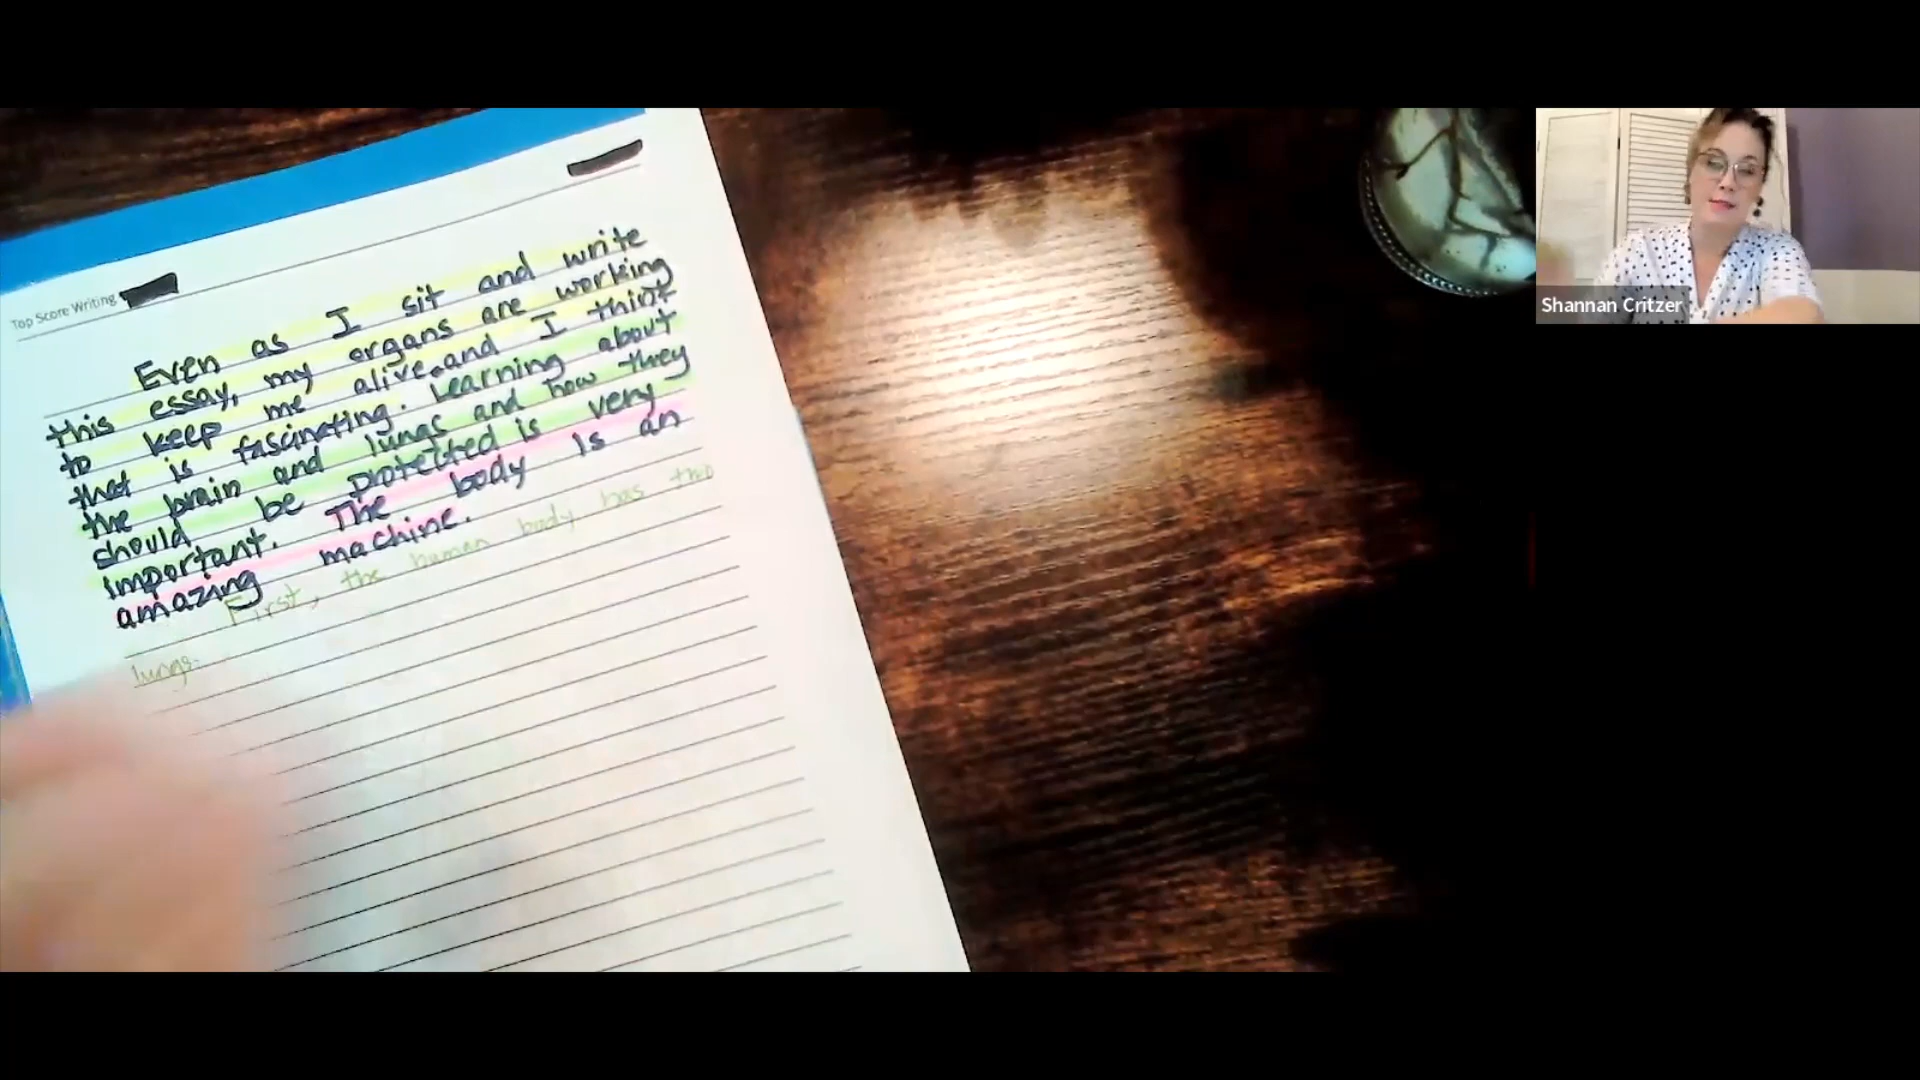 Top Score Writing
Even as I sit and write
this essay, my organs are working
to keep me alive and I think
that is fascinating. Learning about
the brain and lungs and how they
should be protected is very
important. The body is an
amazing machine.
First, the human body has two
lungs.
Shannan Critzer